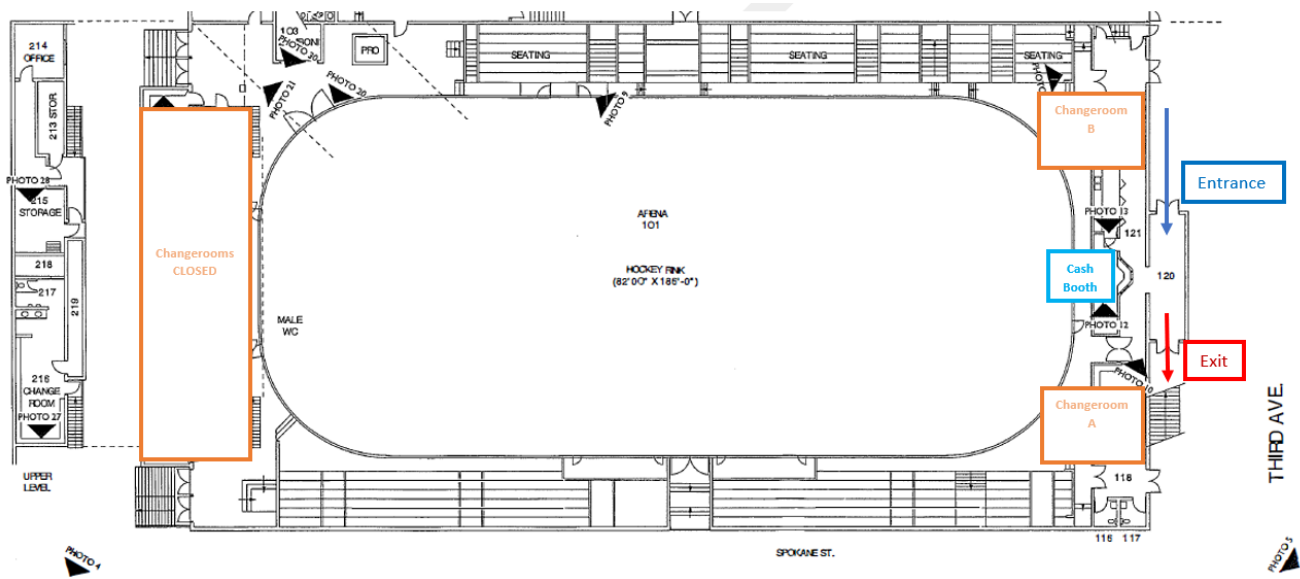 214
OFFICE
213 STOR
PHOTO 28
215
STORAGE
218
217
219
216
CHANGE
ROOM
PHOTO 27
UPPER
LEVEL
PHOTO 4
103
PHOTO 30
PRO
PHOTO 21
PHOTO 20
SEATING
SEATING
SEATING
PHOTO 9
Changerooms
CLOSED
MALE
WC
ARENA
101
HOCKEY RINK
(82'00" X 185'-0")
Changeroom
B
Entrance
PHOTO 13
121
120
Cash
Booth
PHOTO 12
Exit
PHOTO 10
Changeroom
A
118
116 117
SPOKANE ST.
THIRD AVE.
PHOTO 5